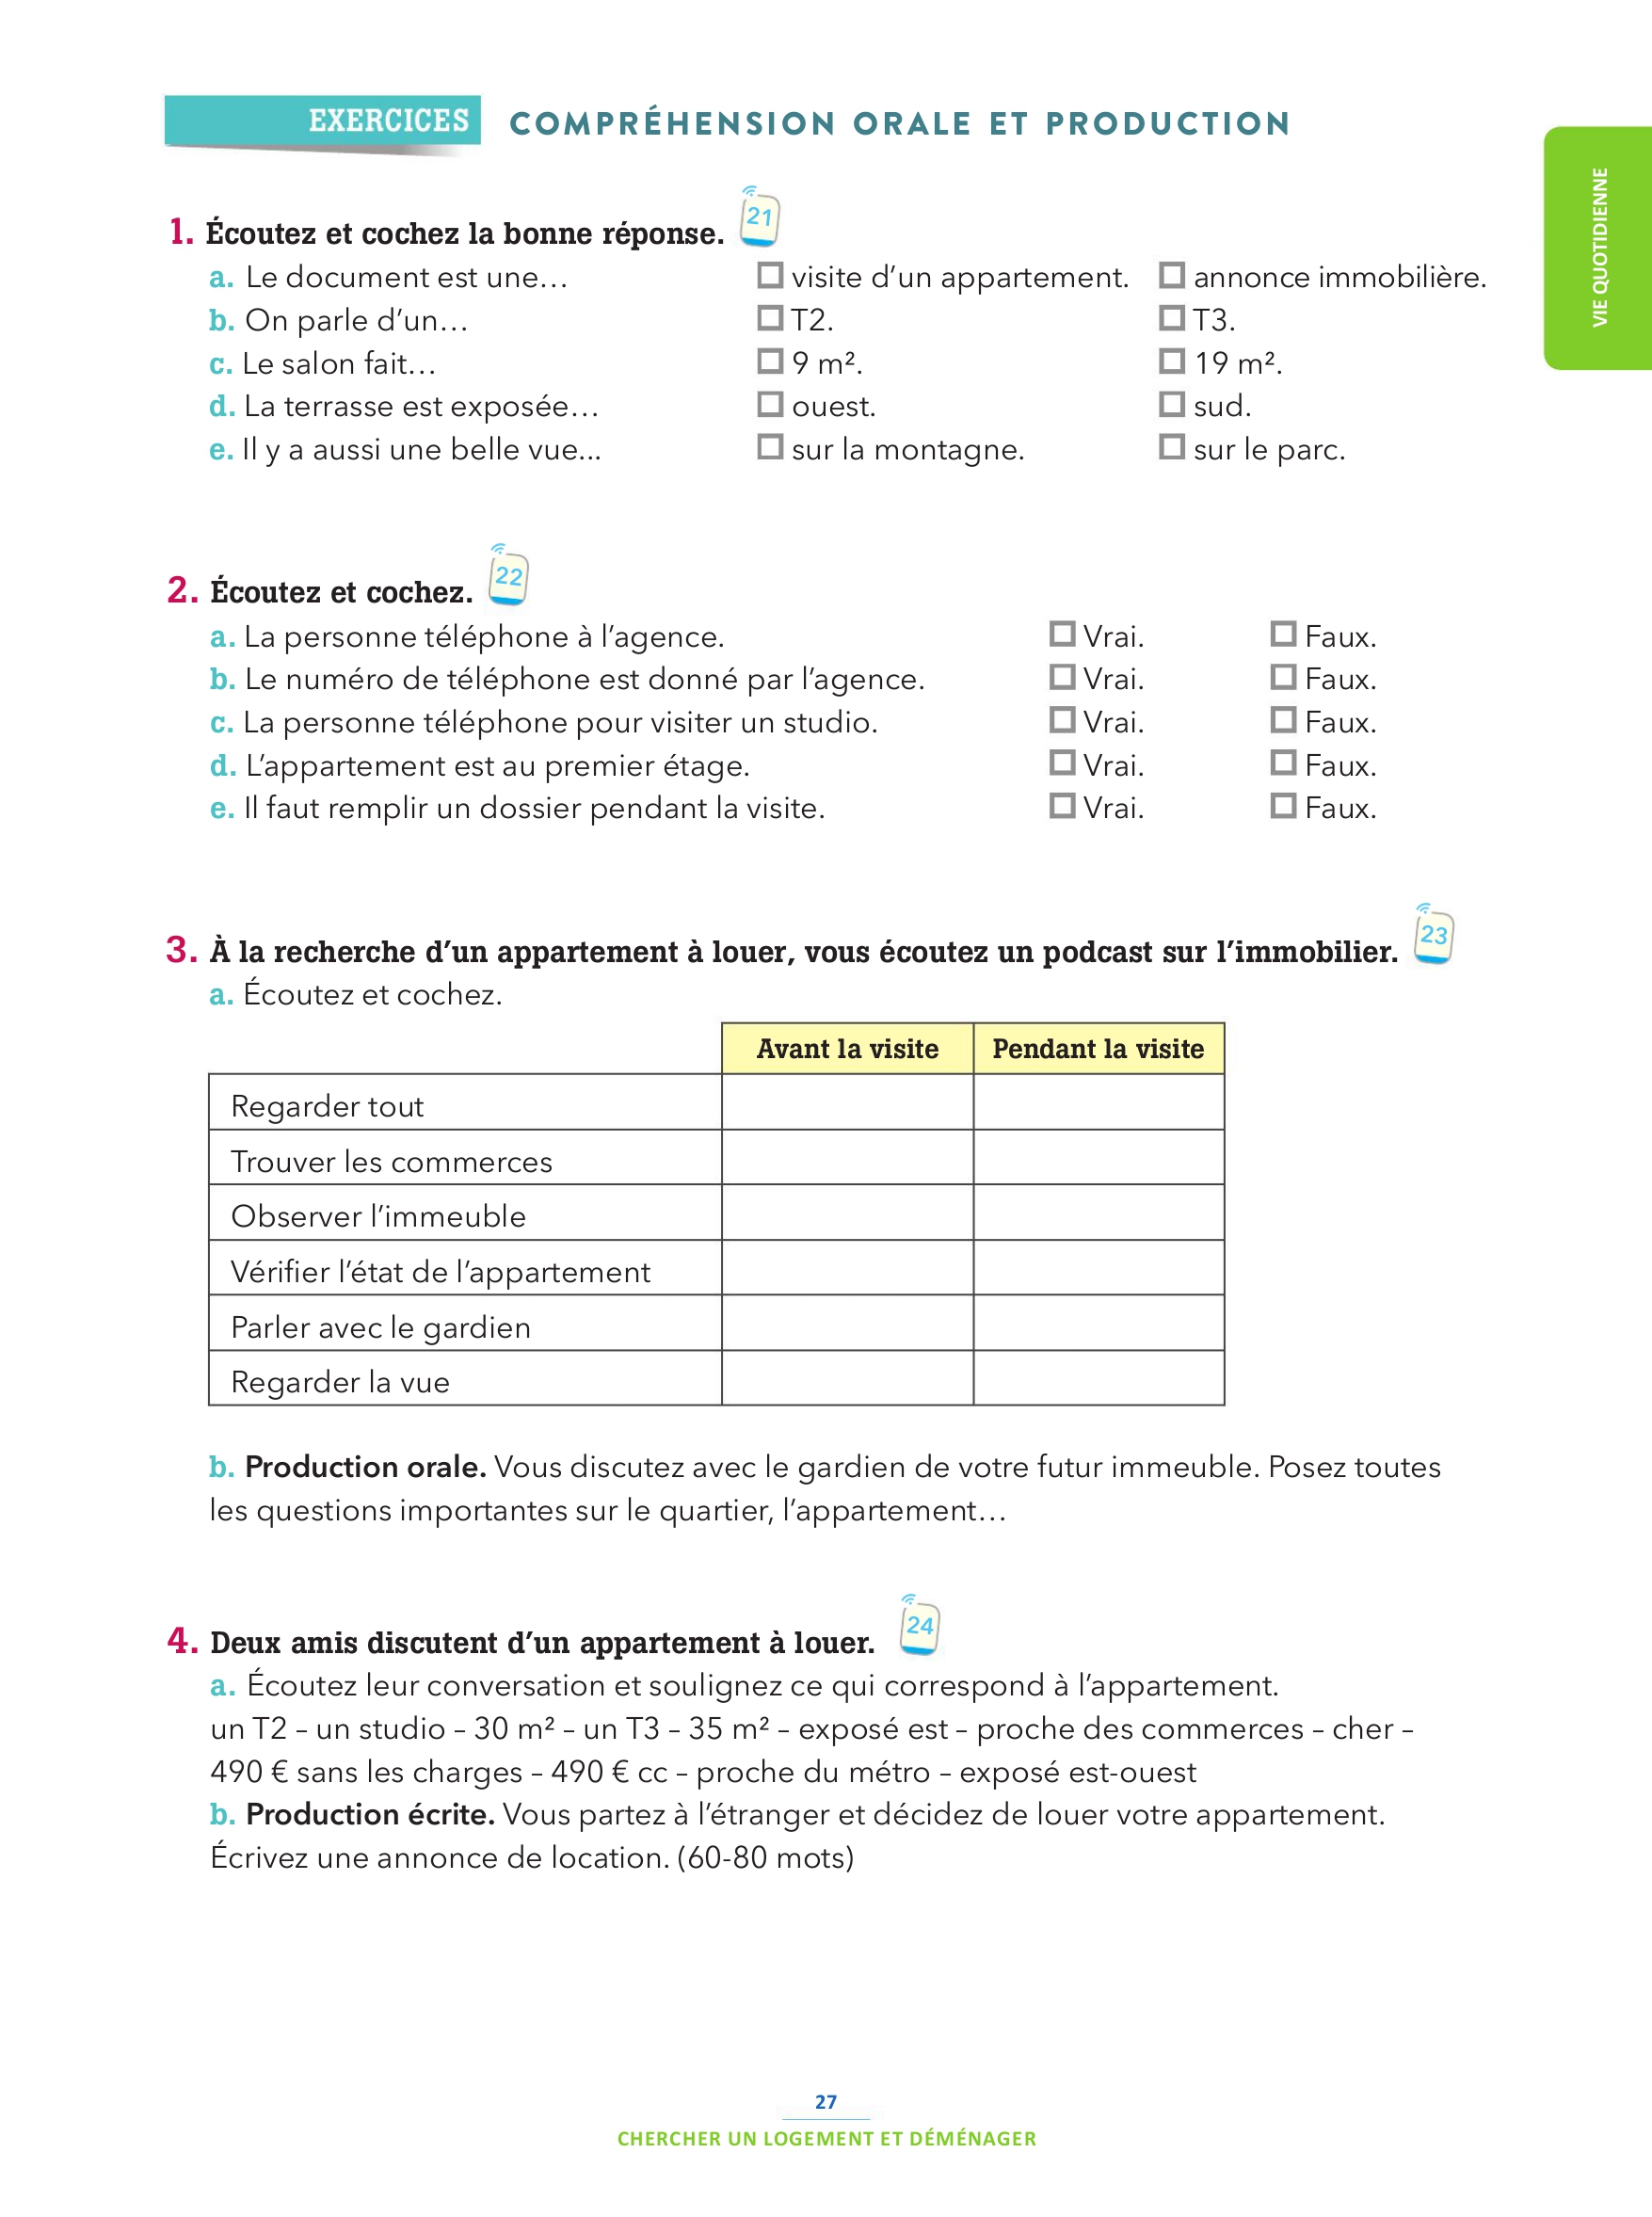 EXERCICES COMPRÉHENSION ORALE ET PRODUCTION
VIE QUOTIDIENNE
1. Écoutez et cochez la bonne réponse. 21
a. Le document est une… ☐ visite d’un appartement. ☐ annonce immobilière.
b. On parle d’un… ☐ T2. ☐ T3.
c. Le salon fait… ☐ 9 m². ☐ 19 m².
d. La terrasse est exposée… ☐ ouest. ☐ sud.
e. Il y a aussi une belle vue... ☐ sur la montagne. ☐ sur le parc.
2. Écoutez et cochez. 22
a. La personne téléphone à l’agence. ☐ Vrai. ☐ Faux.
b. Le numéro de téléphone est donné par l’agence. ☐ Vrai. ☐ Faux.
c. La personne téléphone pour visiter un studio. ☐ Vrai. ☐ Faux.
d. L’appartement est au premier étage. ☐ Vrai. ☐ Faux.
e. Il faut remplir un dossier pendant la visite. ☐ Vrai. ☐ Faux.
3. À la recherche d’un appartement à louer, vous écoutez un podcast sur l’immobilier. 23
a. Écoutez et cochez.
Avant la visite Pendant la visite
Regarder tout
Trouver les commerces
Observer l’immeuble
Vérifier l’état de l’appartement
Parler avec le gardien
Regarder la vue
b. Production orale. Vous discutez avec le gardien de votre futur immeuble. Posez toutes
les questions importantes sur le quartier, l’appartement…
4. Deux amis discutent d’un appartement à louer. 24
a. Écoutez leur conversation et soulignez ce qui correspond à l’appartement.
un T2 – un studio – 30 m² – un T3 – 35 m² – exposé est – proche des commerces – cher –
490 € sans les charges – 490 € cc – proche du métro – exposé est-ouest
b. Production écrite. Vous partez à l’étranger et décidez de louer votre appartement.
Écrivez une annonce de location. (60-80 mots)
27
CHERCHER UN LOGEMENT ET DÉMÉNAGER